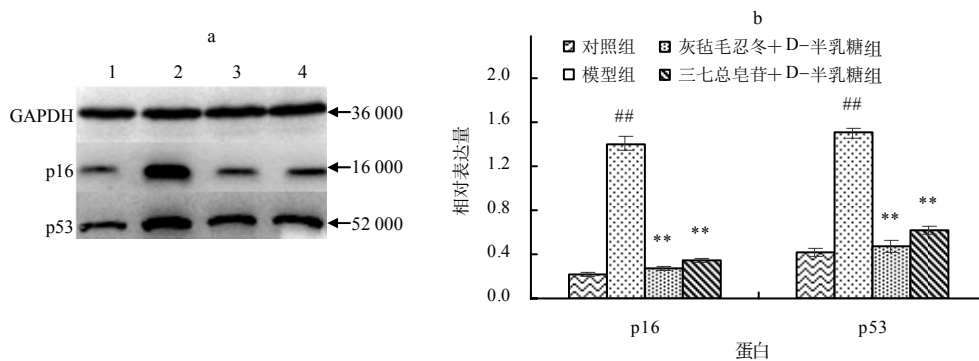 a
1 2 3 4
GAPDH 36 000
p16 16 000
p53 52 000
b
对照组 灰毡毛忍冬+D-半乳糖组
模型组 三七总皂苷+D-半乳糖组
相对表达量
2.0
1.6
1.2
0.8
0.4
0.0
## ##
** ** ** **
p16 p53
蛋白